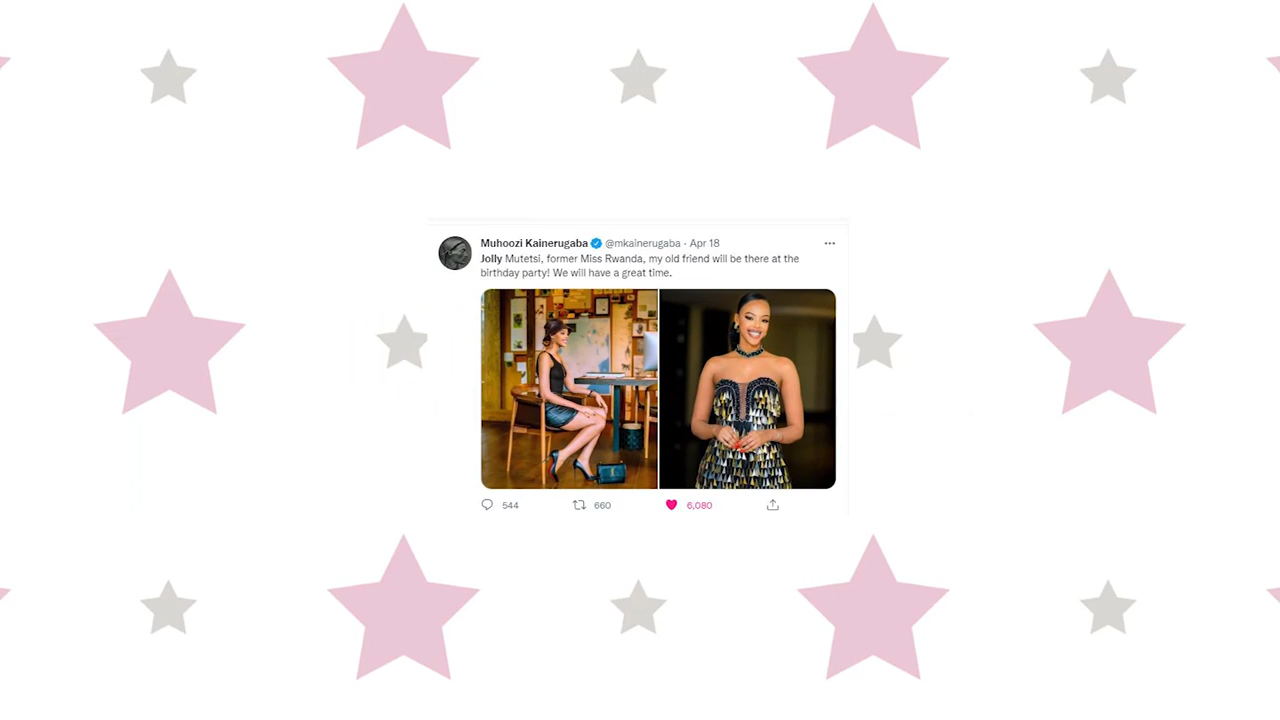 Muhoozi Kainerugaba @mkainerugaba · Apr 18
Jolly Mutetsi, former Miss Rwanda, my old friend will be there at the
birthday party! We will have a great time.
544 660 6,080